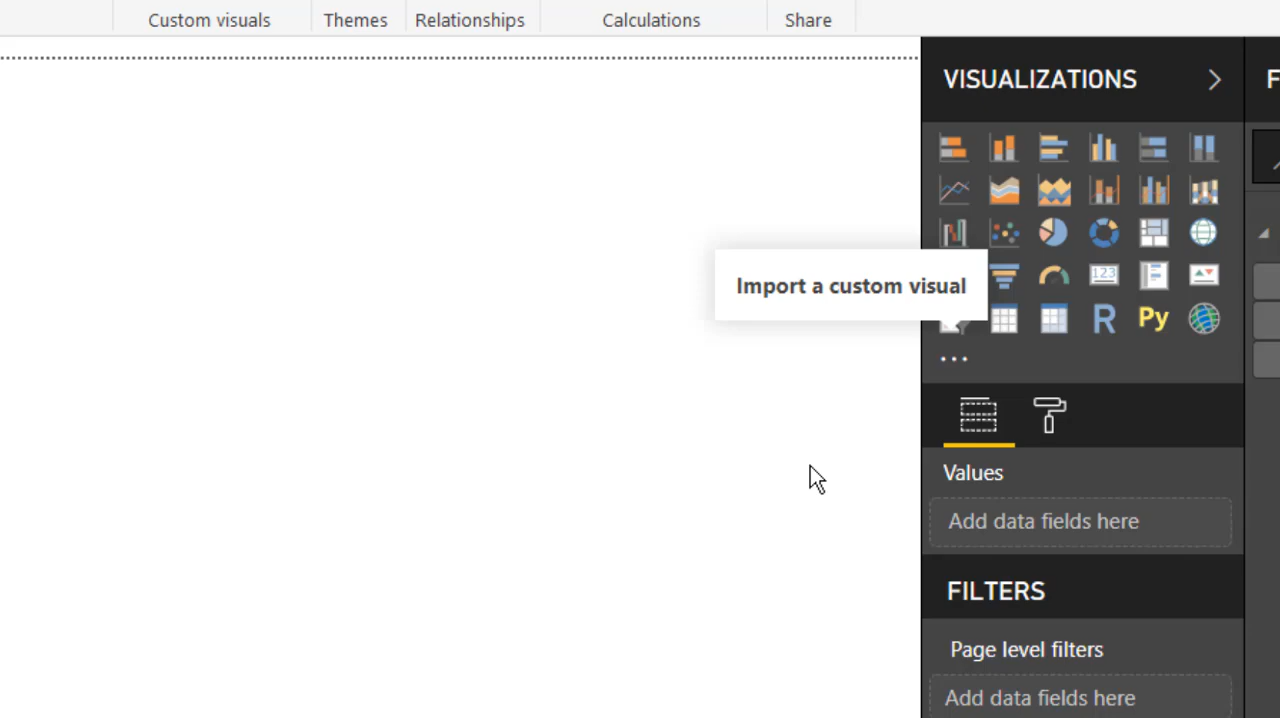 Custom visuals
Themes
Relationships
Calculations
Share
VISUALIZATIONS
F
Import a custom visual
123
R
Py
...
Values
Add data fields here
FILTERS
Page level filters
Add data fields here